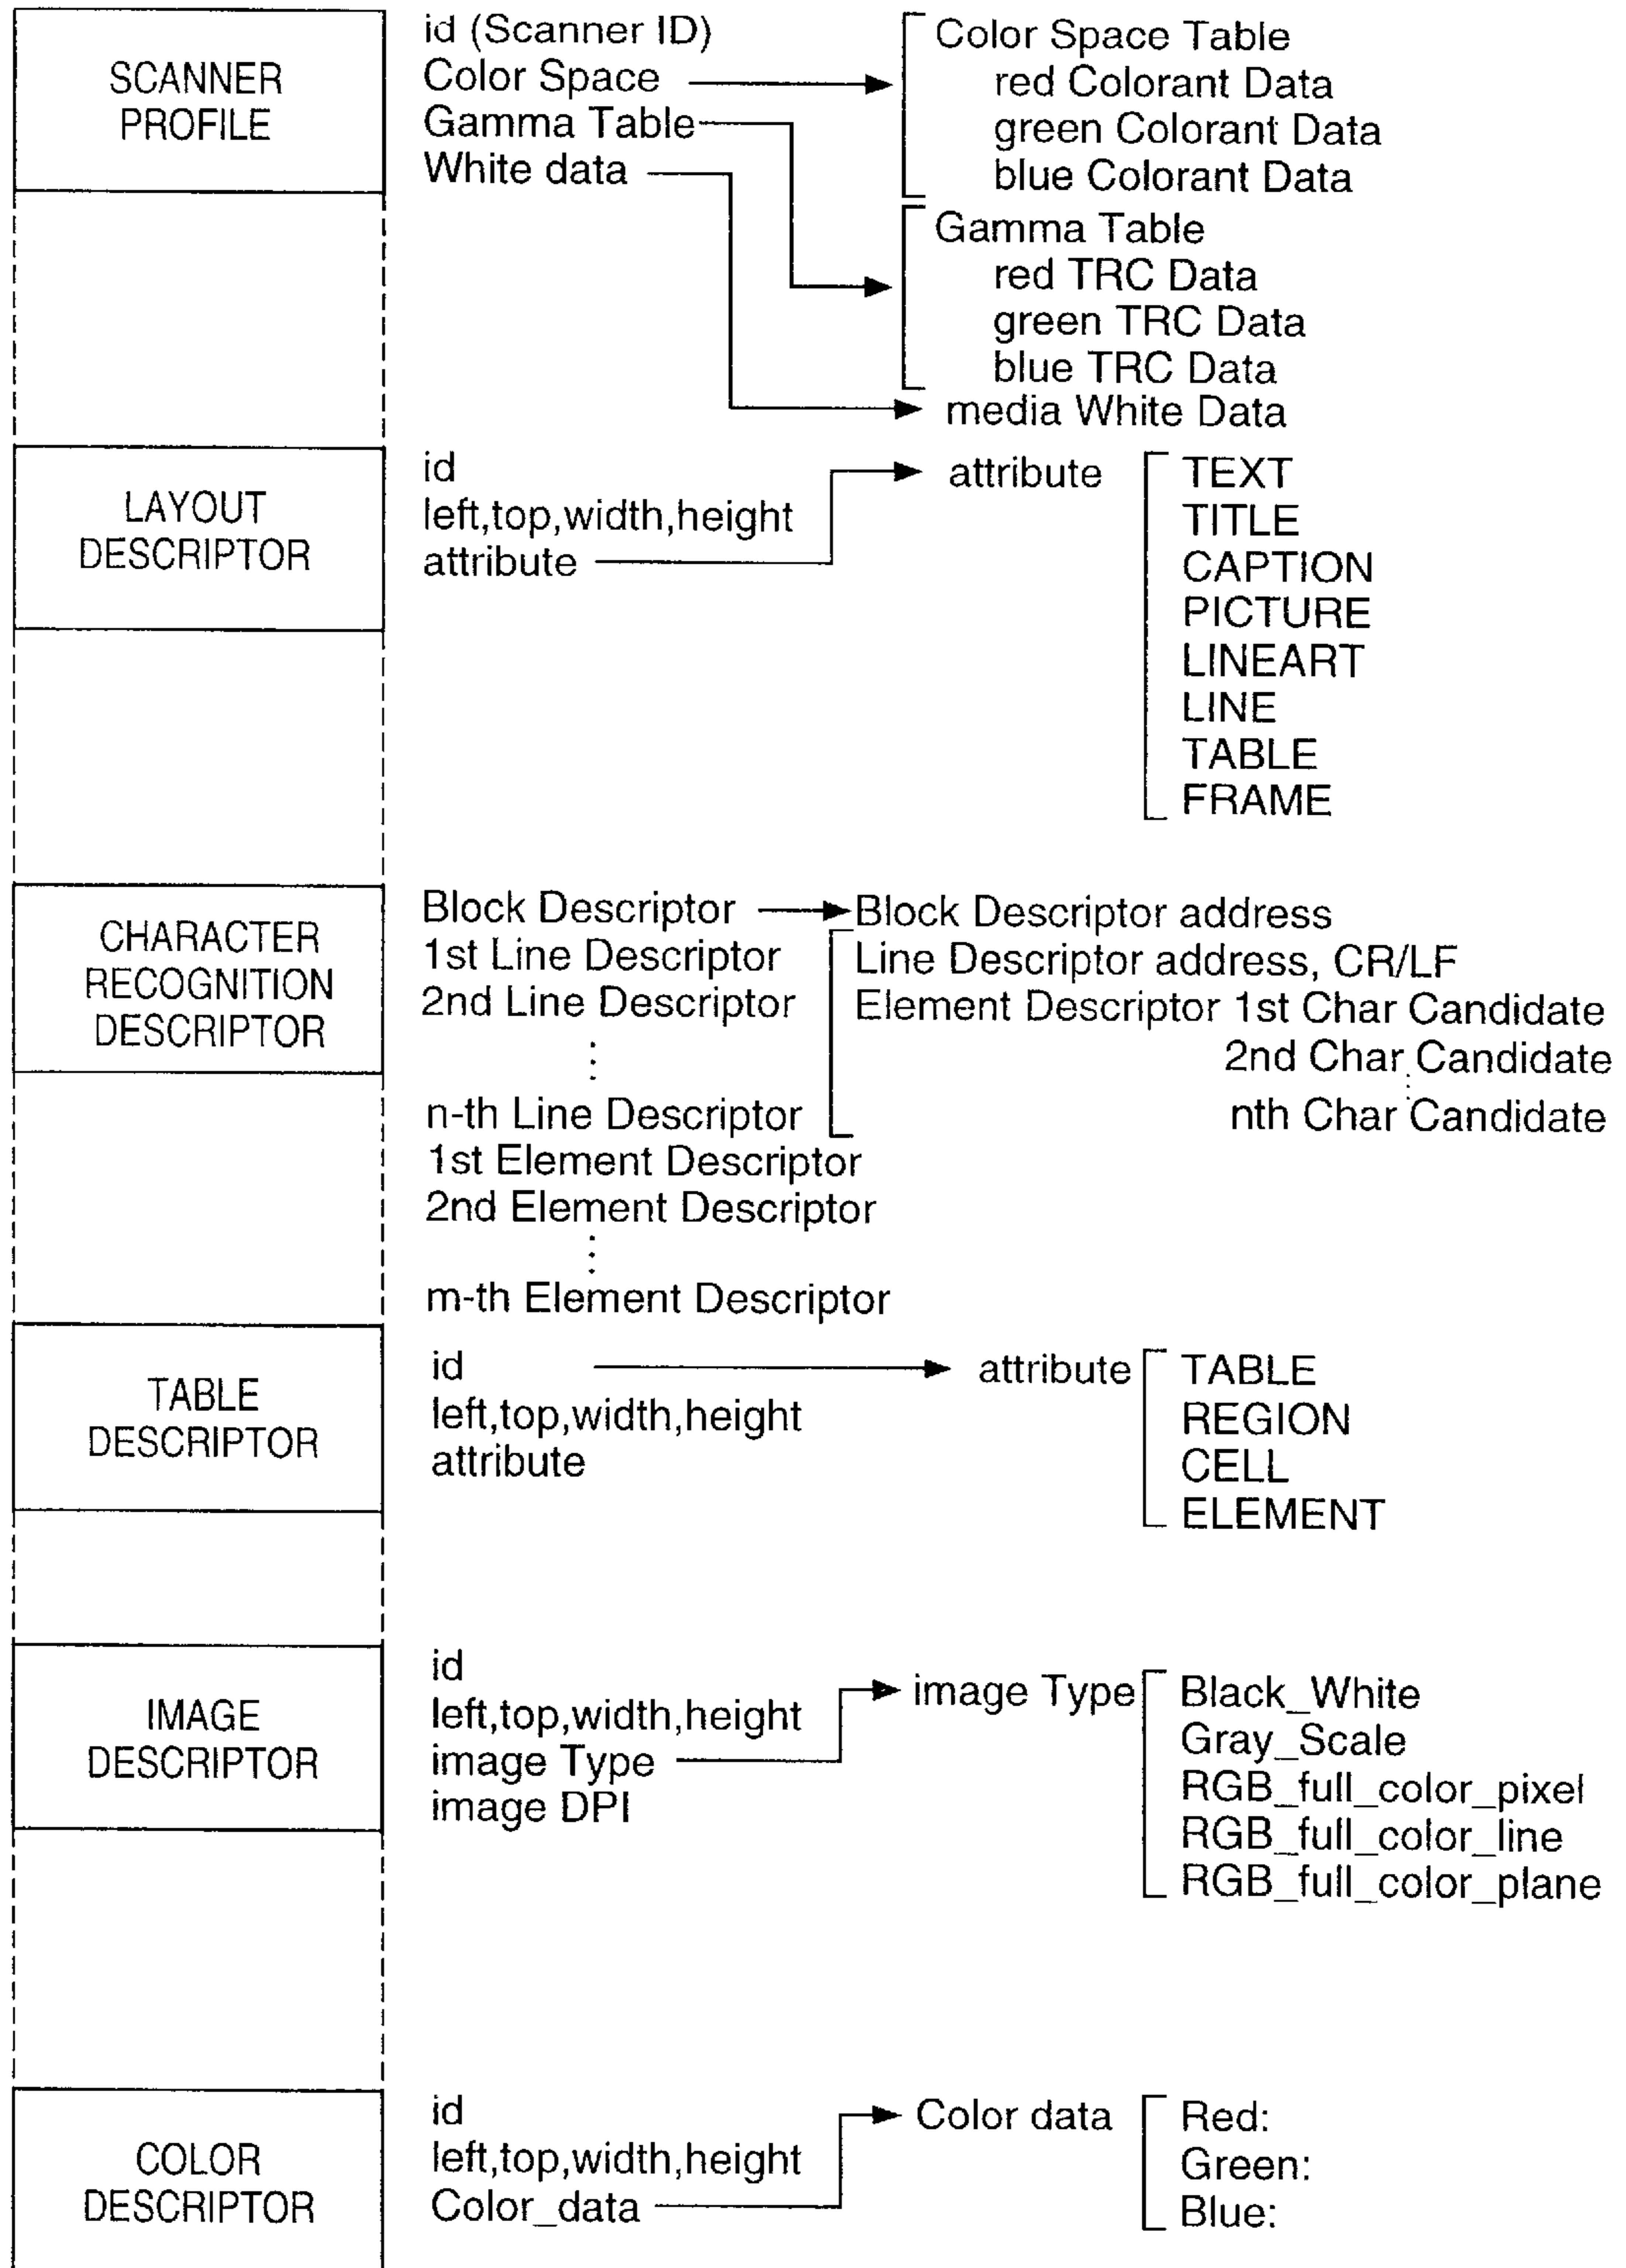 SCANNER
PROFILE
id (Scanner ID)
Color Space
Gamma Table
White data
Color Space Table
red Colorant Data
green Colorant Data
blue Colorant Data
Gamma Table
red TRC Data
green TRC Data
blue TRC Data
media White Data
LAYOUT
DESCRIPTOR
id
left,top,width,height
attribute
attribute
TEXT
TITLE
CAPTION
PICTURE
LINEART
LINE
TABLE
FRAME
CHARACTER
RECOGNITION
DESCRIPTOR
Block Descriptor
1st Line Descriptor
2nd Line Descriptor
n-th Line Descriptor
1st Element Descriptor
2nd Element Descriptor
m-th Element Descriptor
Block Descriptor address
Line Descriptor address, CR/LF
Element Descriptor 1st Char Candidate
2nd Char Candidate
nth Char Candidate
TABLE
DESCRIPTOR
id
left,top,width,height
attribute
attribute
TABLE
REGION
CELL
ELEMENT
IMAGE
DESCRIPTOR
id
left,top,width,height
image Type
image DPI
image Type
Black_White
Gray_Scale
RGB_full_color_pixel
RGB_full_color_line
RGB_full_color_plane
COLOR
DESCRIPTOR
id
left,top,width,height
Color_data
Color data
Red:
Green:
Blue: